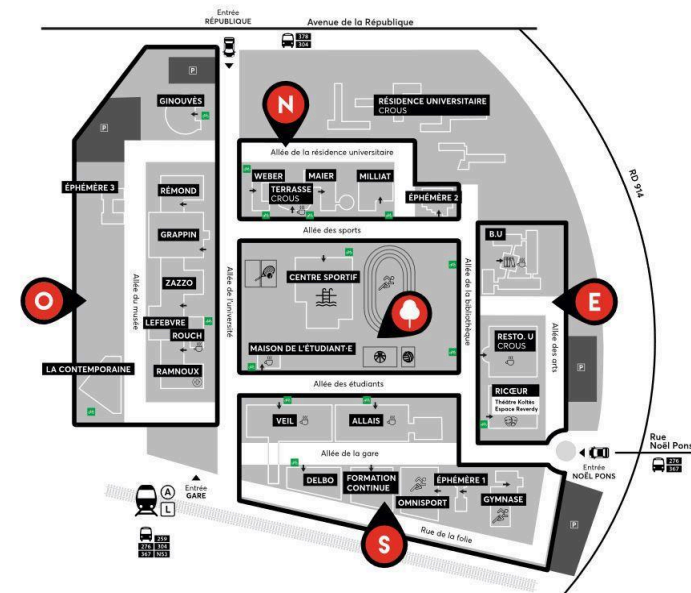 Entrée
RÉPUBLIQUE
Avenue de la République
378
304
P
GINOUVÈS
P
N
RÉSIDENCE UNIVERSITAIRE
CROUS
Allée de la résidence universitaire
RD 914
WEBER
MAIER
MILLIAT
TERRASSE
CROUS
ÉPHÉMÈRE 3
RÉMOND
ÉPHÉMÈRE 2
Allée des sports
GRAPPIN
B.U
CENTRE SPORTIF
ZAZZO
O
E
Allée du musée
Allée de l'université
Allée de la bibliothèque
Allée des arts
LEFEBVRE
ROUCH
RESTO. U
CROUS
MAISON DE L'ÉTUDIANT·E
LA CONTEMPORAINE
RAMNOUX
P
Allée des étudiants
RICŒUR
Théâtre Koltès
Espace Reverdy
VEIL
ALLAIS
Allée de la gare
Rue
Noël Pons
276
367
Entrée
NOËL PONS
DELBO
FORMATION
CONTINUE
ÉPHÉMÈRE 1
OMNISPORT
GYMNASE
Entrée
GARE
A
L
P
S
Rue de la folie
259
276 304
367 N53